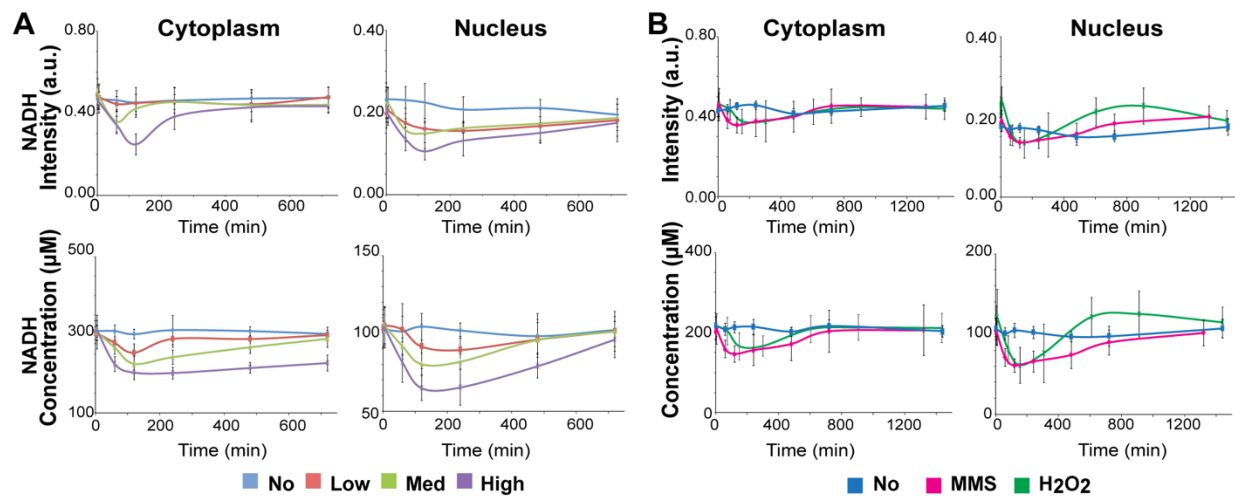 A
B
Cytoplasm
Nucleus
Cytoplasm
Nucleus
NADH
Intensity (a.u.)
0.80
0.40
0.00
0 200 400 600
Time (min)
0.40
0.20
0.00
0 200 400 600
Time (min)
Intensity (a.u.)
0.80
0.40
0.00
0 400 800 1200
Time (min)
0.40
0.20
0.00
0 400 800 1200
Time (min)
NADH
Concentration (µM)
500
300
100
0 200 400 600
Time (min)
150
100
50
0 200 400 600
Time (min)
Concentration (µM)
400
200
0
0 400 800 1200
Time (min)
200
100
0
0 400 800 1200
Time (min)
No Low Med High
No MMS H2O2